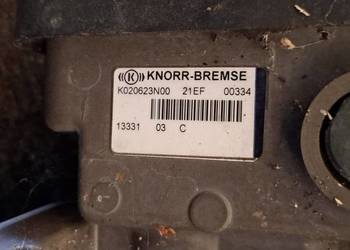 ((K)) KNORR-BREMSE
K020623N00 21EF 00334
13331 03 C